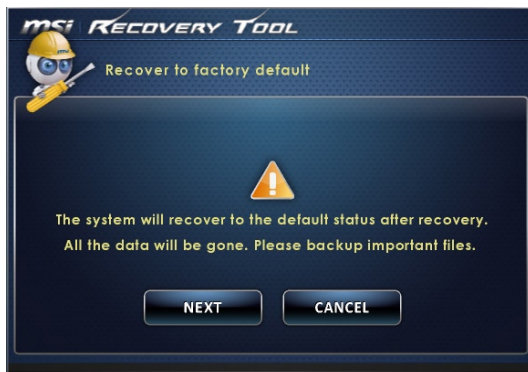 msi RECOVERY TOOL
Recover to factory default
The system will recover to the default status after recovery.
All the data will be gone. Please backup important files.
NEXT
CANCEL